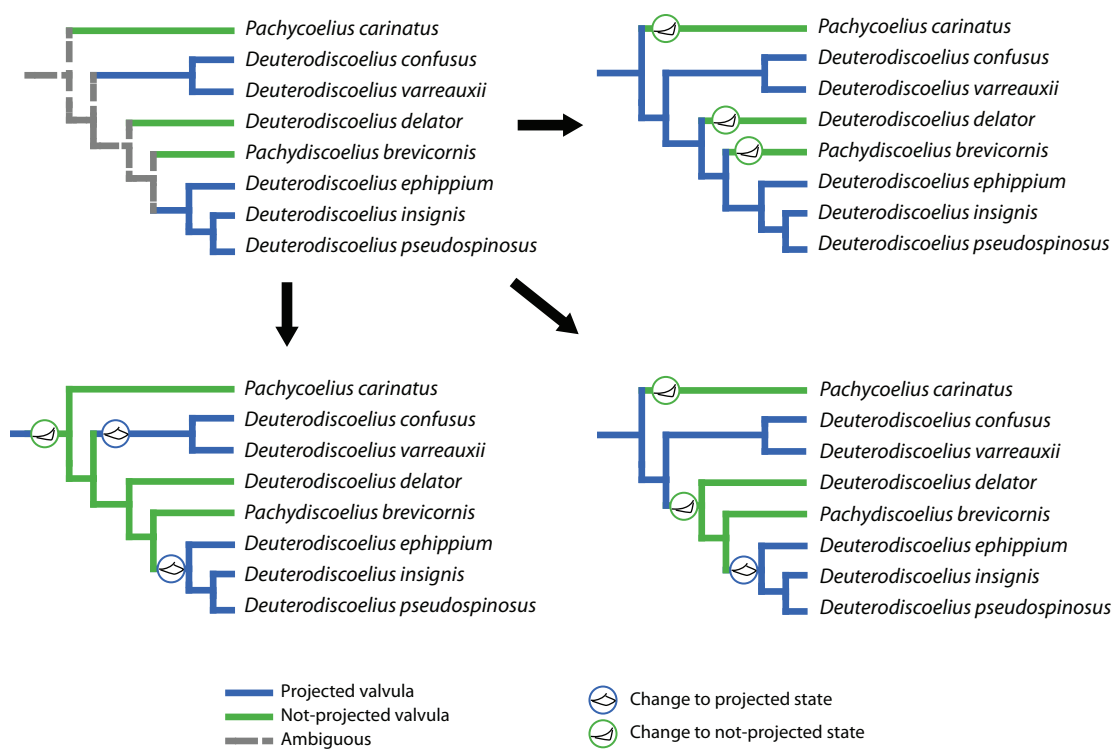 Pachycoelius carinatus
Deuterodiscoelius confusus
Deuterodiscoelius varreauxii
Deuterodiscoelius delator
Pachydiscoelius brevicornis
Deuterodiscoelius ephippium
Deuterodiscoelius insignis
Deuterodiscoelius pseudospinosus
Pachycoelius carinatus
Deuterodiscoelius confusus
Deuterodiscoelius varreauxii
Deuterodiscoelius delator
Pachydiscoelius brevicornis
Deuterodiscoelius ephippium
Deuterodiscoelius insignis
Deuterodiscoelius pseudospinosus
Pachycoelius carinatus
Deuterodiscoelius confusus
Deuterodiscoelius varreauxii
Deuterodiscoelius delator
Pachydiscoelius brevicornis
Deuterodiscoelius ephippium
Deuterodiscoelius insignis
Deuterodiscoelius pseudospinosus
Pachycoelius carinatus
Deuterodiscoelius confusus
Deuterodiscoelius varreauxii
Deuterodiscoelius delator
Pachydiscoelius brevicornis
Deuterodiscoelius ephippium
Deuterodiscoelius insignis
Deuterodiscoelius pseudospinosus
Projected valvula
Not-projected valvula
Ambiguous
Change to projected state
Change to not-projected state